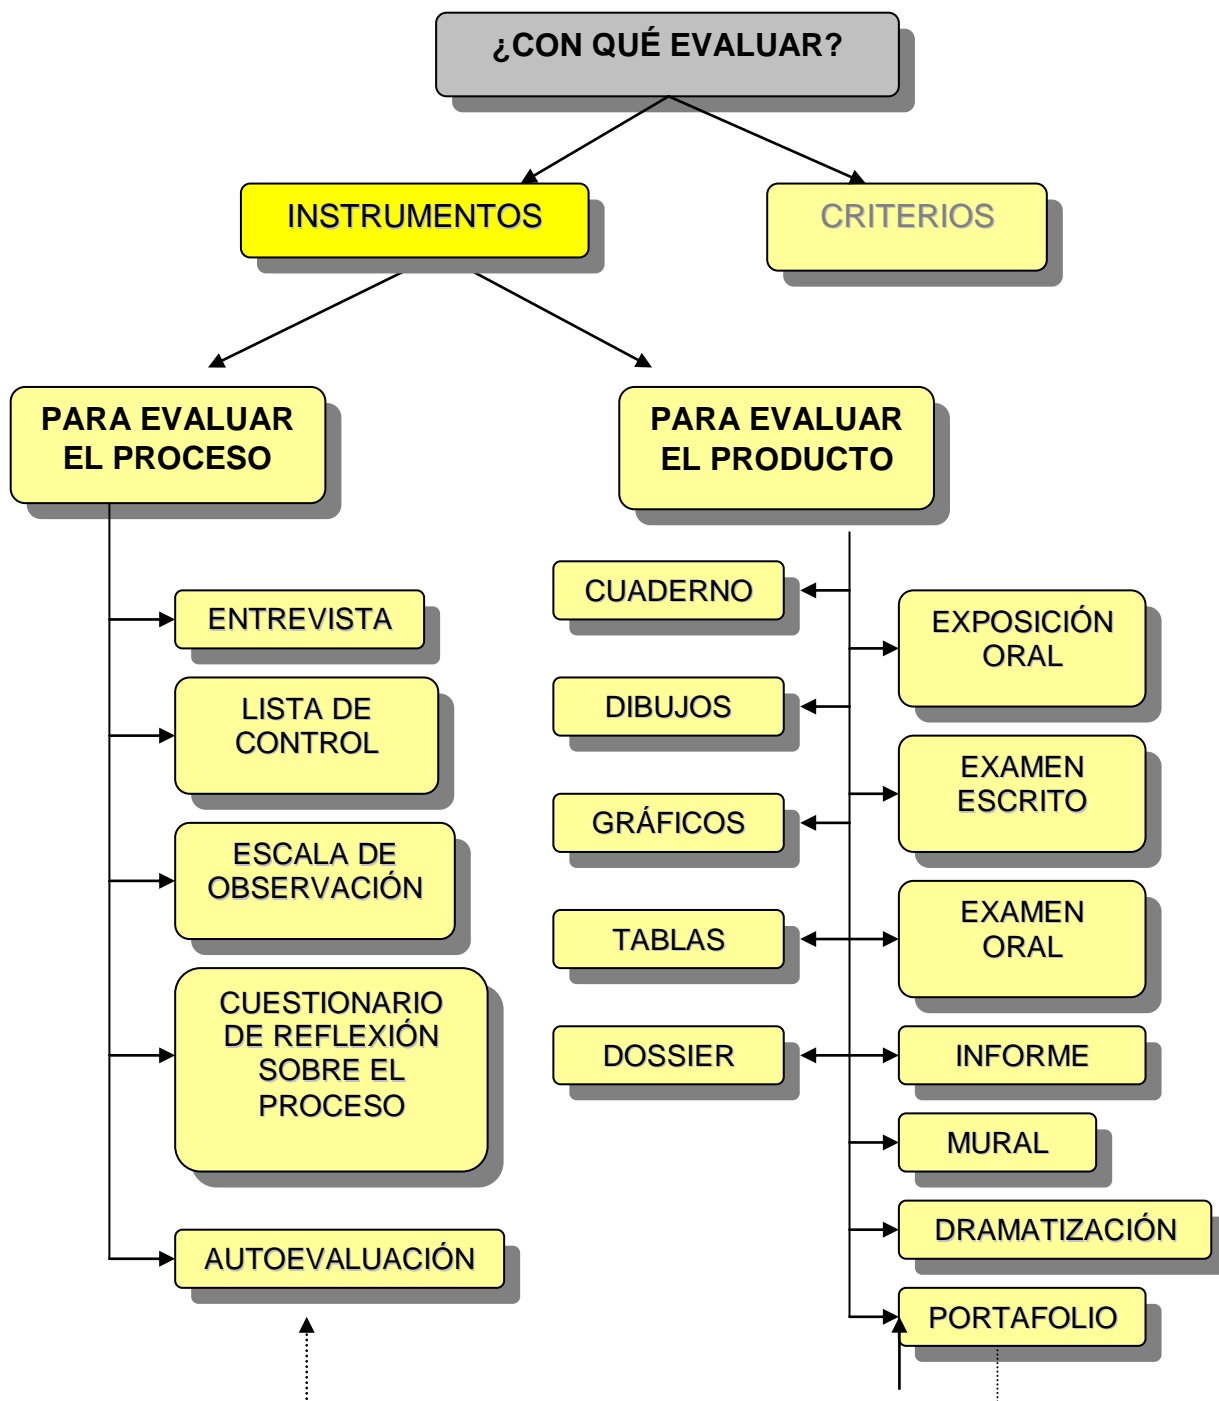 ¿CON QUÉ EVALUAR?
INSTRUMENTOS
CRITERIOS
PARA EVALUAR
EL PROCESO
PARA EVALUAR
EL PRODUCTO
ENTREVISTA
LISTA DE
CONTROL
ESCALA DE
OBSERVACIÓN
CUESTIONARIO
DE REFLEXIÓN
SOBRE EL
PROCESO
AUTOEVALUACIÓN
CUADERNO
DIBUJOS
GRÁFICOS
TABLAS
DOSSIER
EXPOSICIÓN
ORAL
EXAMEN
ESCRITO
EXAMEN
ORAL
INFORME
MURAL
DRAMATIZACIÓN
PORTAFOLIO